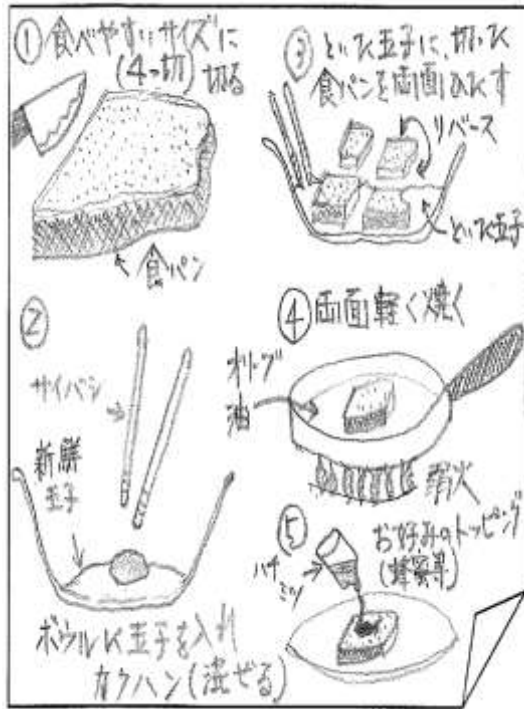 ① 食べやすいサイズに
(4つ切) 切る
食パン
②
サイバシ
新鮮
玉子
ボウルに玉子を入れ
カクハン(混ぜる)
③ といた玉子に、切った
食パンを両面ひたす
リバース
といた玉子
④ 両面軽く焼く
オリーブ
油
弱火
⑤ お好みのトッピング
(蜂蜜等)
ハチ
ミツ